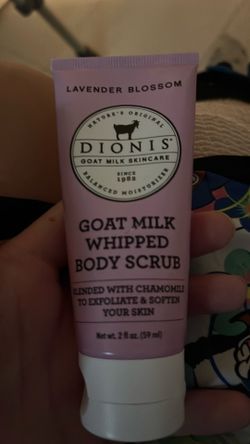 LAVENDER BLOSSOM
NATURE'S ORIGINAL
DIONIS
GOAT MILK SKINCARE
SINCE
1982
BALANCED MOISTURIZER
GOAT MILK
WHIPPED
BODY SCRUB
BLENDED WITH CHAMOMILE
TO EXFOLIATE & SOFTEN
YOUR SKIN
Net wt. 2 fl oz. (59 ml)